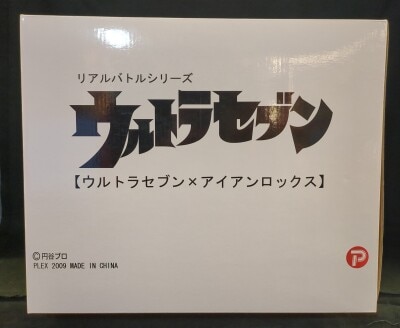 リアルバトルシリーズ
ウルトラセブン
【ウルトラセブン×アイアンロックス】
©円谷プロ
PLEX 2009 MADE IN CHINA
P